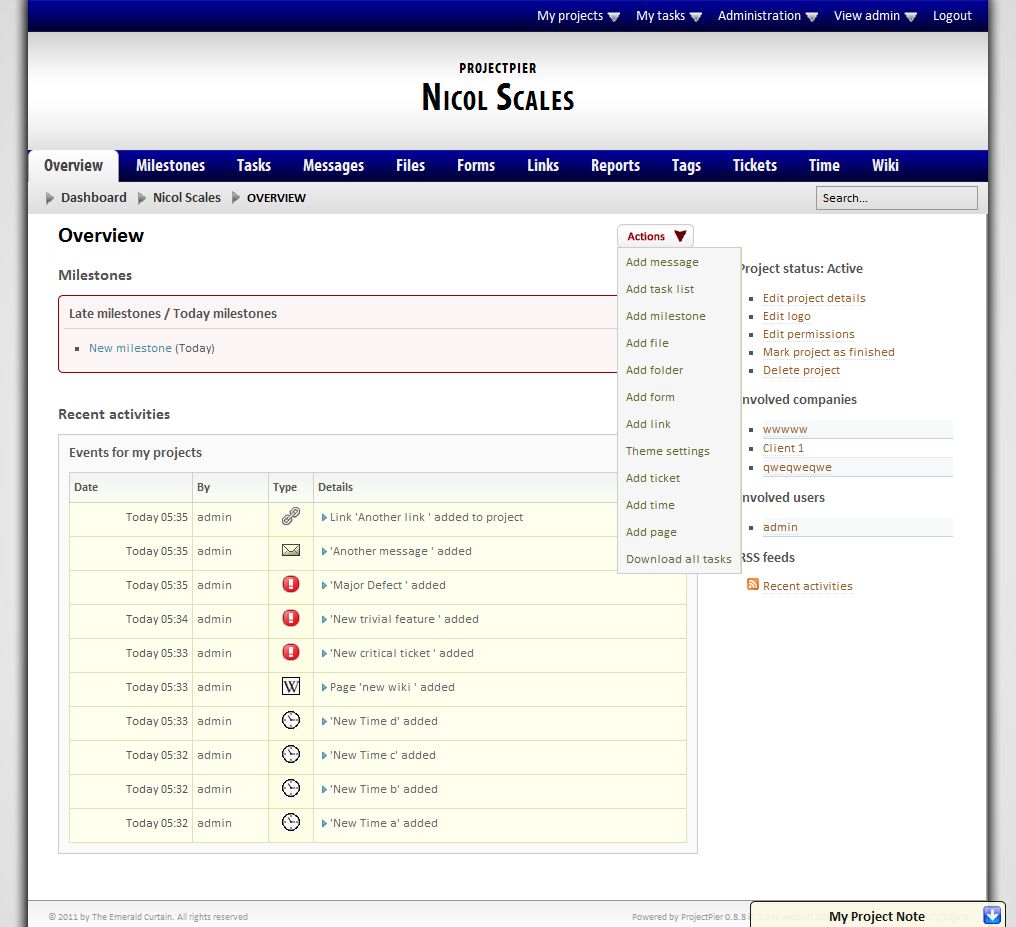 My projects My tasks Administration View admin Logout
PROJECTPIER
NICOL SCALES
Overview Milestones Tasks Messages Files Forms Links Reports Tags Tickets Time Wiki
Dashboard Nicol Scales OVERVIEW Search...
Overview
Actions
Add message
Add task list
Add milestone
Add file
Add folder
Add form
Add link
Theme settings
Add ticket
Add time
Add page
Download all tasks
Milestones
Late milestones / Today milestones
New milestone (Today)
Recent activities
Events for my projects
Date By Type Details
Today 05:35 admin Link 'Another link ' added to project
Today 05:35 admin 'Another message ' added
Today 05:35 admin 'Major Defect ' added
Today 05:34 admin 'New trivial feature ' added
Today 05:33 admin 'New critical ticket ' added
Today 05:33 admin W Page 'new wiki ' added
Today 05:33 admin 'New Time d' added
Today 05:32 admin 'New Time c' added
Today 05:32 admin 'New Time b' added
Today 05:32 admin 'New Time a' added
Project status: Active
Edit project details
Edit logo
Edit permissions
Mark project as finished
Delete project
nvolved companies
wwwww
Client 1
qweqweqwe
nvolved users
admin
RSS feeds
Recent activities
© 2011 by The Emerald Curtain. All rights reserved
Powered by ProjectPier 0.8.8
My Project Note